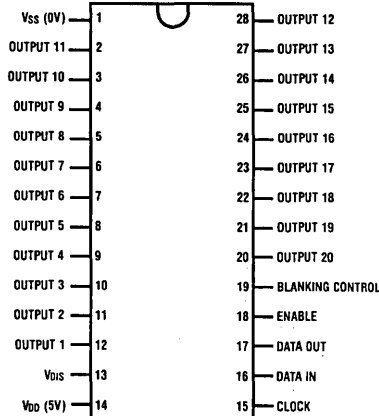 VSS (0V) 1 28 OUTPUT 12
OUTPUT 11 2 27 OUTPUT 13
OUTPUT 10 3 26 OUTPUT 14
OUTPUT 9 4 25 OUTPUT 15
OUTPUT 8 5 24 OUTPUT 16
OUTPUT 7 6 23 OUTPUT 17
OUTPUT 6 7 22 OUTPUT 18
OUTPUT 5 8 21 OUTPUT 19
OUTPUT 4 9 20 OUTPUT 20
OUTPUT 3 10 19 BLANKING CONTROL
OUTPUT 2 11 18 ENABLE
OUTPUT 1 12 17 DATA OUT
VDIS 13 16 DATA IN
VDD (5V) 14 15 CLOCK